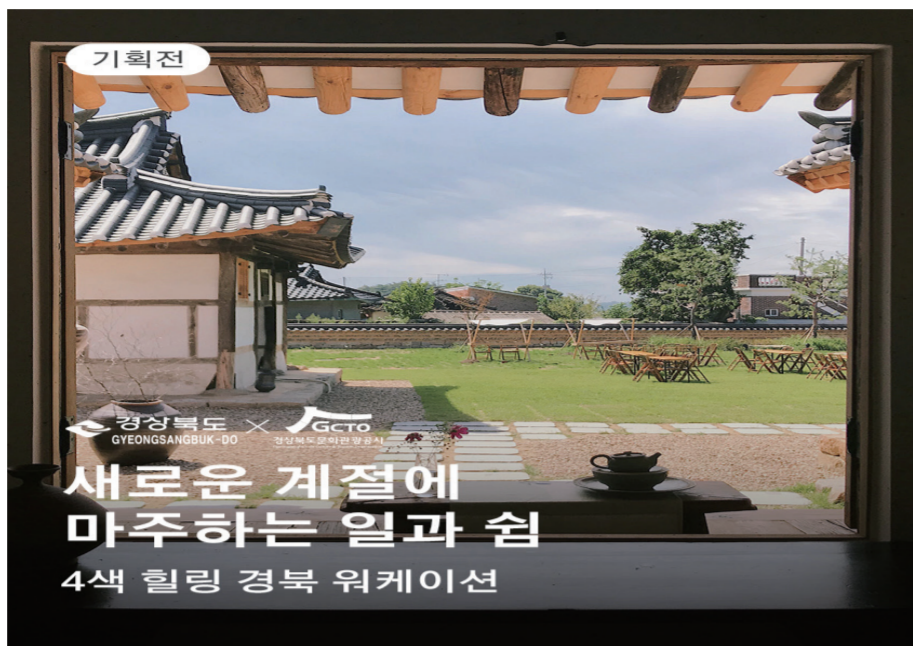 기획전
경상북도
GYEONGSANGBUK-DO
×
GCTO
경상북도문화관광공사
새로운 계절에
마주하는 일과 쉼
4색 힐링 경북 워케이션